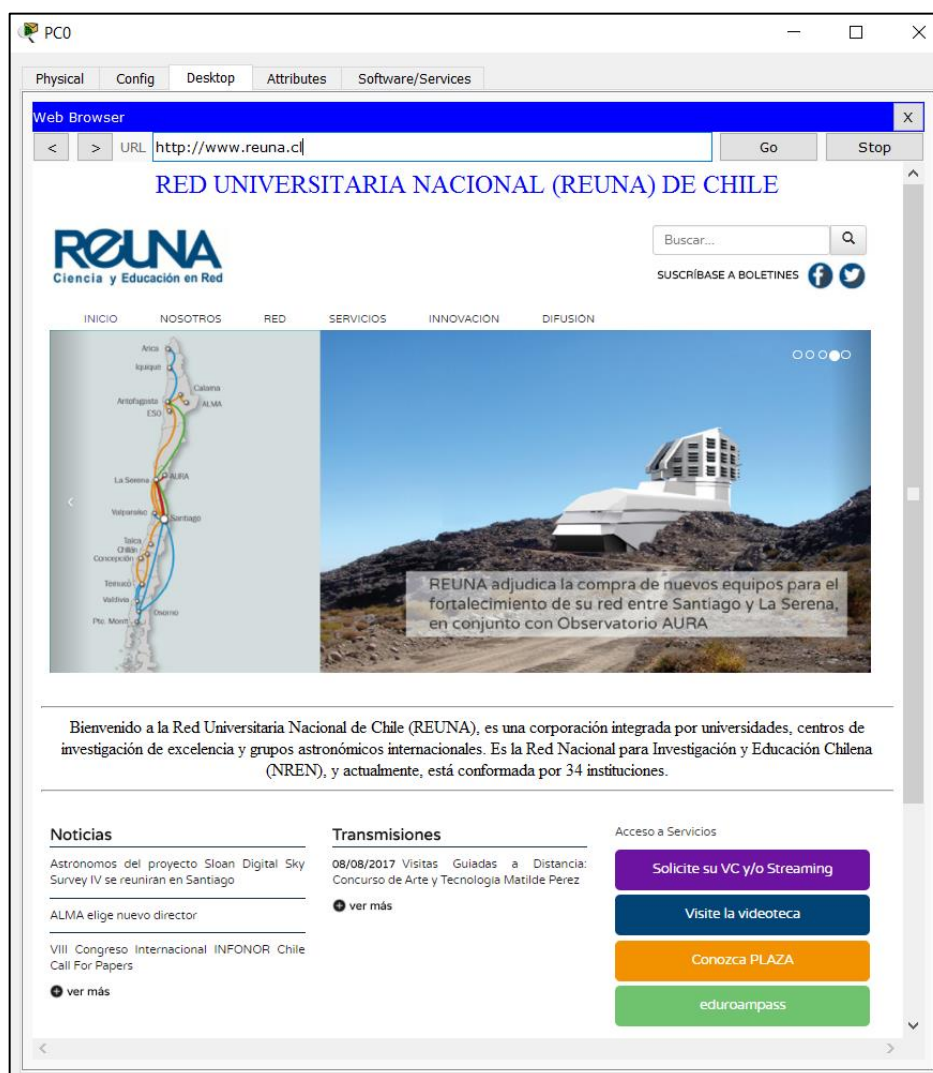 PC0
Physical Config Desktop Attributes Software/Services
Web Browser
X
< > URL http://www.reuna.cl Go Stop
RED UNIVERSITARIA NACIONAL (REUNA) DE CHILE
REUNA
Ciencia y Educación en Red
Buscar...
SUSCRÍBASE A BOLETINES
INICIO NOSOTROS RED SERVICIOS INNOVACIÓN DIFUSIÓN
Arica
Iquique
Calama
Antofagasta
ALMA
ESO
La Serena
AURA
Valparaíso
Santiago
Talca
Chillán
Concepción
Temuco
Valdivia
Osorno
Pto. Montt
REUNA adjudica la compra de nuevos equipos para el
fortalecimiento de su red entre Santiago y La Serena,
en conjunto con Observatorio AURA
Bienvenido a la Red Universitaria Nacional de Chile (REUNA), es una corporación integrada por universidades, centros de
investigación de excelencia y grupos astronómicos internacionales. Es la Red Nacional para Investigación y Educación Chilena
(NREN), y actualmente, está conformada por 34 instituciones.
Noticias
Astronomos del proyecto Sloan Digital Sky
Survey IV se reuniran en Santiago
ALMA elige nuevo director
VIII Congreso Internacional INFONOR Chile
Call For Papers
ver más
Transmisiones
08/08/2017 Visitas Guiadas a Distancia:
Concurso de Arte y Tecnología Matilde Pérez
ver más
Acceso a Servicios
Solicite su VC y/o Streaming
Visite la videoteca
Conozca PLAZA
eduroampass